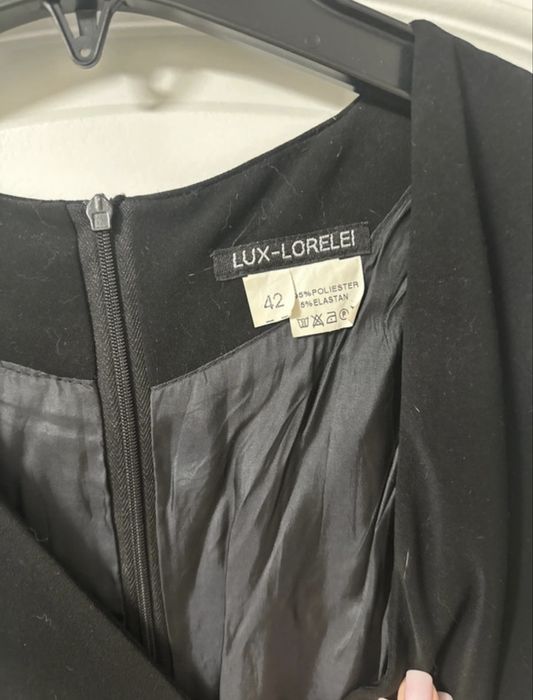 LUX-LORELEI
42
5%POLIESTER
5%ELASTAN